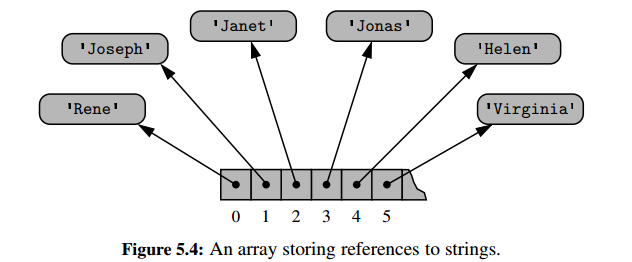 'Janet' 'Jonas'
'Joseph' 'Helen'
'Rene' 'Virginia'
0 1 2 3 4 5
Figure 5.4: An array storing references to strings.